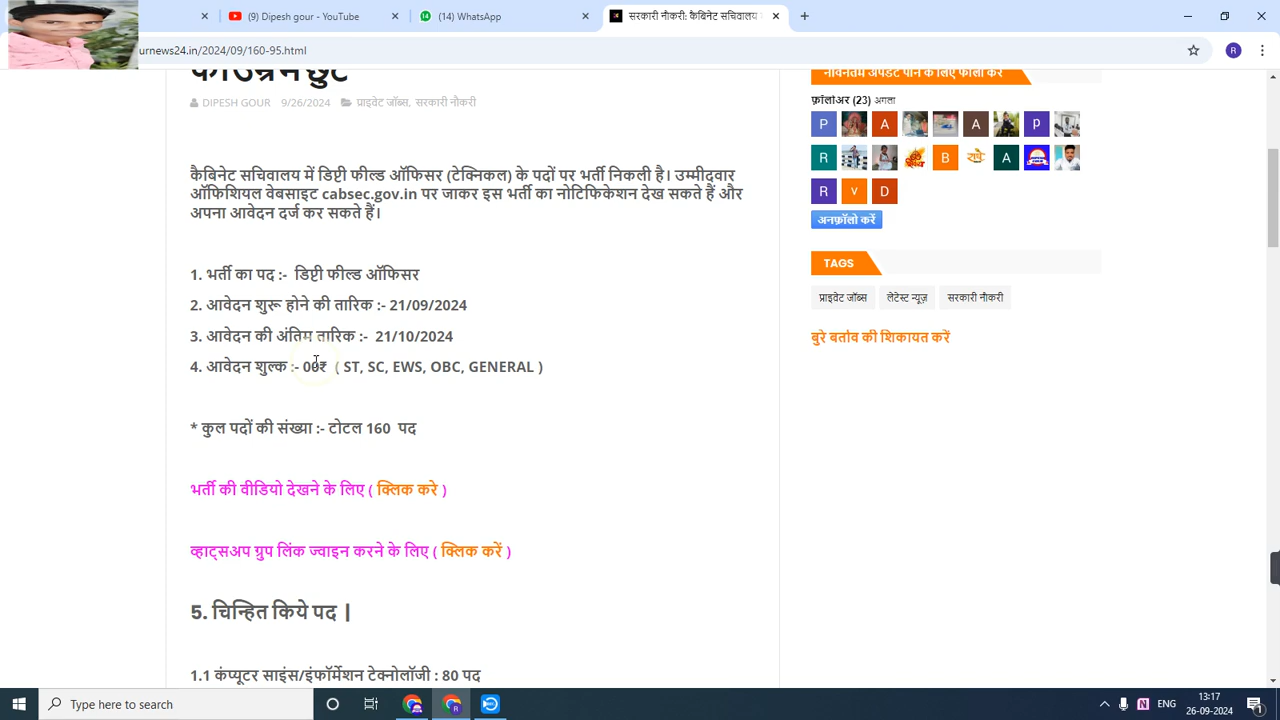 (9) Dipesh gour - YouTube
(14) WhatsApp
सरकारी नौकरी: कैबिनेट सचिवालय
urnews24.in/2024/09/160-95.html
R
DIPESH GOUR 9/26/2024 प्राइवेट जॉब्स, सरकारी नौकरी
कैबिनेट सचिवालय में डिप्टी फील्ड ऑफिसर (टेक्निकल) के पदों पर भर्ती निकली है। उम्मीदवार
ऑफिशियल वेबसाइट cabsec.gov.in पर जाकर इस भर्ती का नोटिफिकेशन देख सकते हैं और
अपना आवेदन दर्ज कर सकते हैं।
1. भर्ती का पद :- डिप्टी फील्ड ऑफिसर
2. आवेदन शुरू होने की तारिक :- 21/09/2024
3. आवेदन की अंतिम तारिक :- 21/10/2024
4. आवेदन शुल्क :- 00₹ ( ST, SC, EWS, OBC, GENERAL )
* कुल पदों की संख्या :- टोटल 160 पद
भर्ती की वीडियो देखने के लिए ( क्लिक करे )
व्हाट्सअप ग्रुप लिंक ज्वाइन करने के लिए ( क्लिक करें )
5. चिन्हित किये पद |
1.1 कंप्यूटर साइंस/इंफॉर्मेशन टेक्नोलॉजी : 80 पद
नविनतम अपडेट पाने के लिए फॉलो करे
फ़ॉलोअर (23) अगला
P A A p
R B राधे A
R v D
अनफ़ॉलो करें
TAGS
प्राइवेट जॉब्स लेटेस्ट न्यूज़ सरकारी नौकरी
बुरे बर्ताव की शिकायत करें
Type here to search
ENG
13:17
26-09-2024